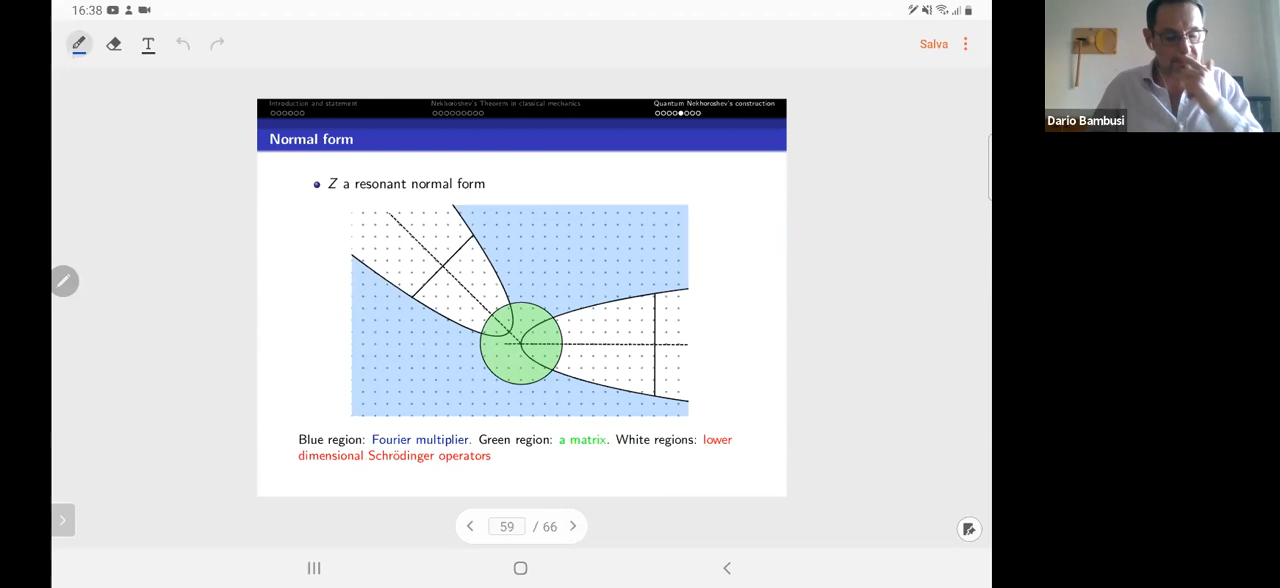 16:38
T
Salva
Introduction and statement
Nekhoroshev's Theorem in classical mechanics
Quantum Nekhoroshev's construction
Normal form
Z a resonant normal form
Blue region: Fourier multiplier. Green region: a matrix. White regions: lower
dimensional Schrödinger operators
59 / 66
Dario Bambusi